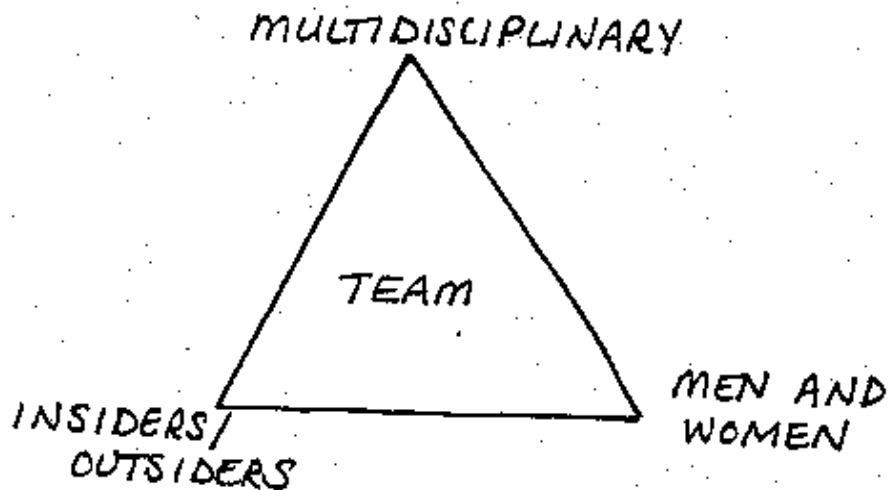 MULTIDISCIPLINARY
TEAM
INSIDERS/
OUTSIDERS
MEN AND
WOMEN